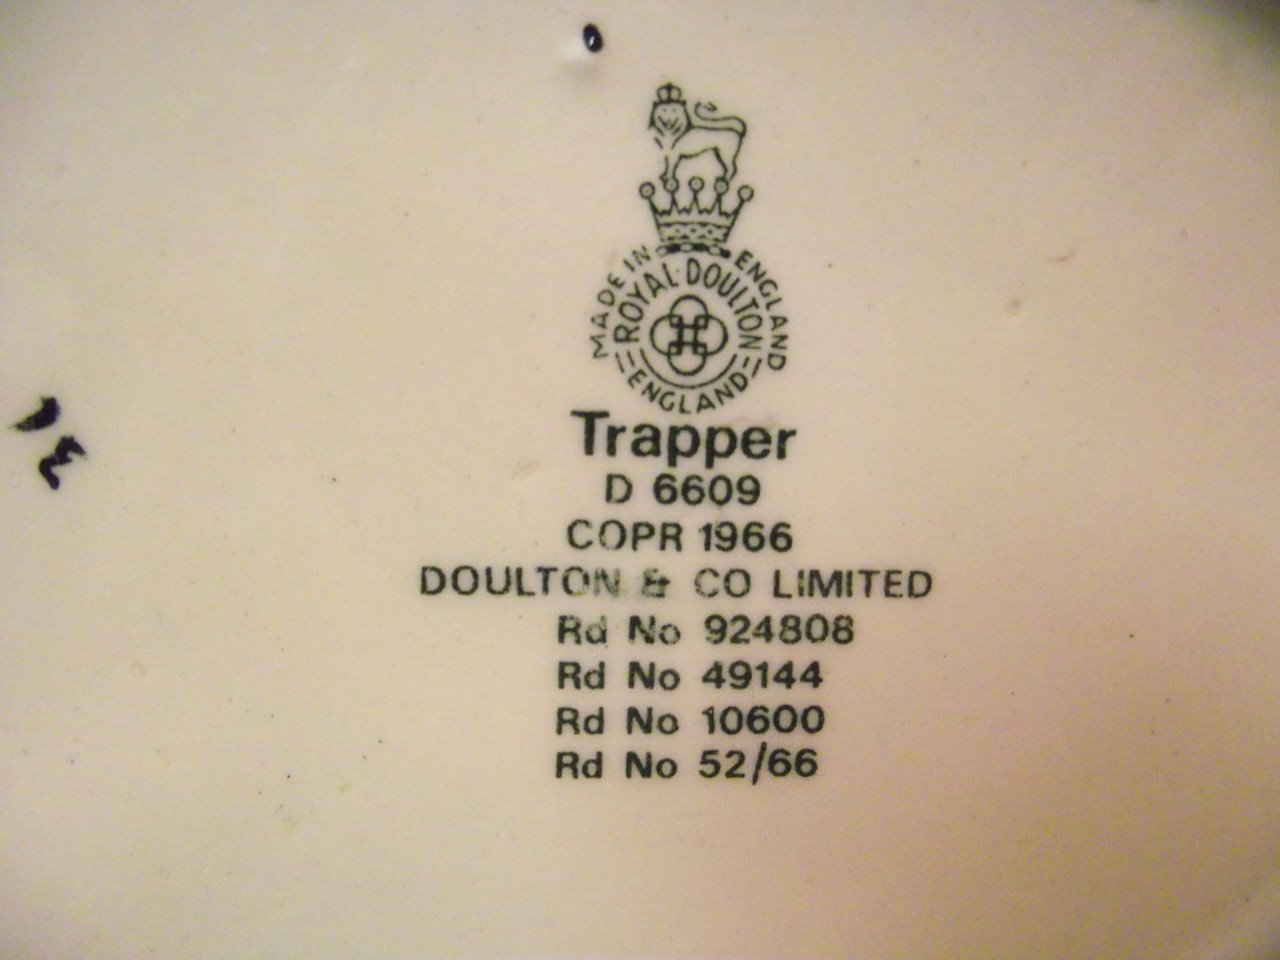 MADE IN ENGLAND
ROYAL·DOULTON
ENGLAND
Trapper
D 6609
COPR 1966
DOULTON & CO LIMITED
Rd No 924808
Rd No 49144
Rd No 10600
Rd No 52/66